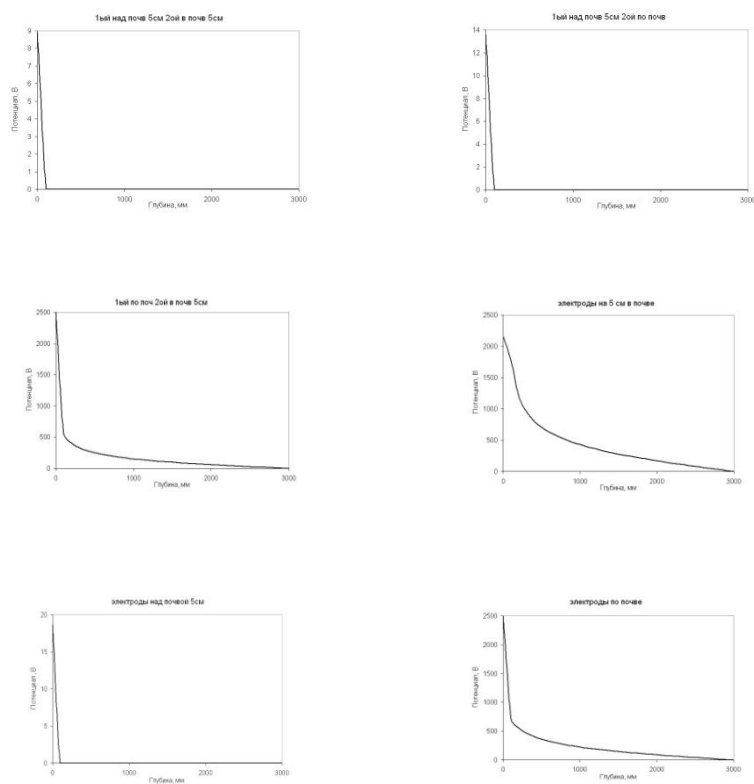 1ый над почв 5см 2ой в почв 5см
9
8
7
6
5
4
3
2
1
0
Потенциал, В
0 1000 2000 3000
Глубина, мм
1ый над почв 5см 2ой по почв
14
12
10
8
6
4
2
0
Потенциал, В
0 1000 2000 3000
Глубина, мм
1ый по поч 2ой в почв 5см
2500
2000
1500
1000
500
0
Потенциал, В
0 1000 2000 3000
Глубина, мм
электроды на 5 см в почве
2500
2000
1500
1000
500
0
Потенциал, В
0 1000 2000 3000
Глубина, мм
электроды над почвой 5см
20
15
10
5
0
Потенциал, В
0 1000 2000 3000
Глубина, мм
электроды по почве
2500
2000
1500
1000
500
0
Потенциал, В
0 1000 2000 3000
Глубина, мм